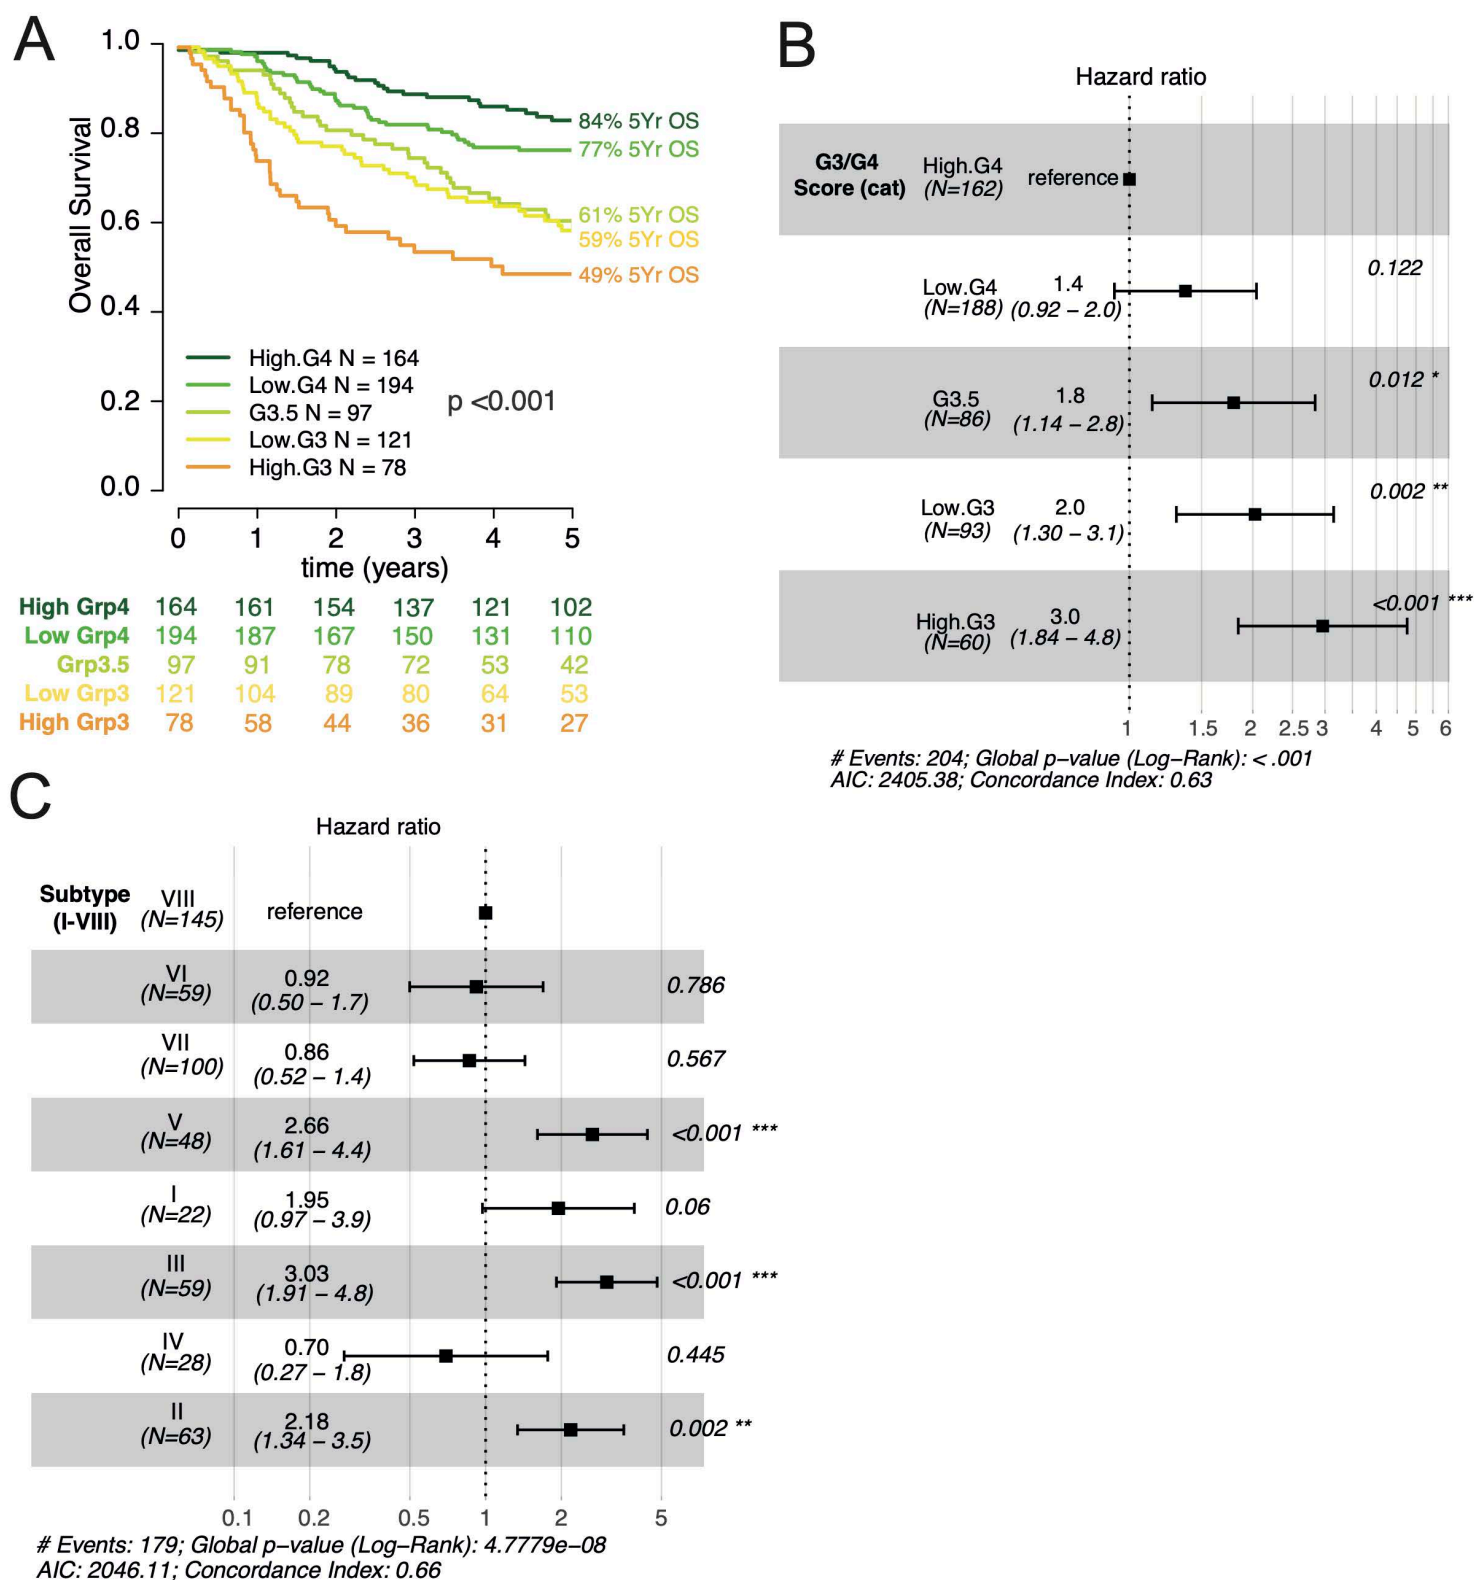 A
1.0
0.8
0.6
0.4
0.2
0.0
Overall Survival
84% 5Yr OS
77% 5Yr OS
61% 5Yr OS
59% 5Yr OS
49% 5Yr OS
High.G4 N = 164
Low.G4 N = 194
G3.5 N = 97
Low.G3 N = 121
High.G3 N = 78
p <0.001
0 1 2 3 4 5
time (years)
High Grp4 164 161 154 137 121 102
Low Grp4 194 187 167 150 131 110
Grp3.5 97 91 78 72 53 42
Low Grp3 121 104 89 80 64 53
High Grp3 78 58 44 36 31 27
B
Hazard ratio
G3/G4
Score (cat)
High.G4
(N=162)
reference
Low.G4
(N=188)
1.4
(0.92 – 2.0)
0.122
G3.5
(N=86)
1.8
(1.14 – 2.8)
0.012 *
Low.G3
(N=93)
2.0
(1.30 – 3.1)
0.002 **
High.G3
(N=60)
3.0
(1.84 – 4.8)
<0.001 ***
1 1.5 2 2.5 3 4 5 6
# Events: 204; Global p−value (Log−Rank): < .001
AIC: 2405.38; Concordance Index: 0.63
C
Hazard ratio
Subtype
(I-VIII)
VIII
(N=145)
reference
VI
(N=59)
0.92
(0.50 – 1.7)
0.786
VII
(N=100)
0.86
(0.52 – 1.4)
0.567
V
(N=48)
2.66
(1.61 – 4.4)
<0.001 ***
I
(N=22)
1.95
(0.97 – 3.9)
0.06
III
(N=59)
3.03
(1.91 – 4.8)
<0.001 ***
IV
(N=28)
0.70
(0.27 – 1.8)
0.445
II
(N=63)
2.18
(1.34 – 3.5)
0.002 **
0.1 0.2 0.5 1 2 5
# Events: 179; Global p−value (Log−Rank): 4.7779e−08
AIC: 2046.11; Concordance Index: 0.66